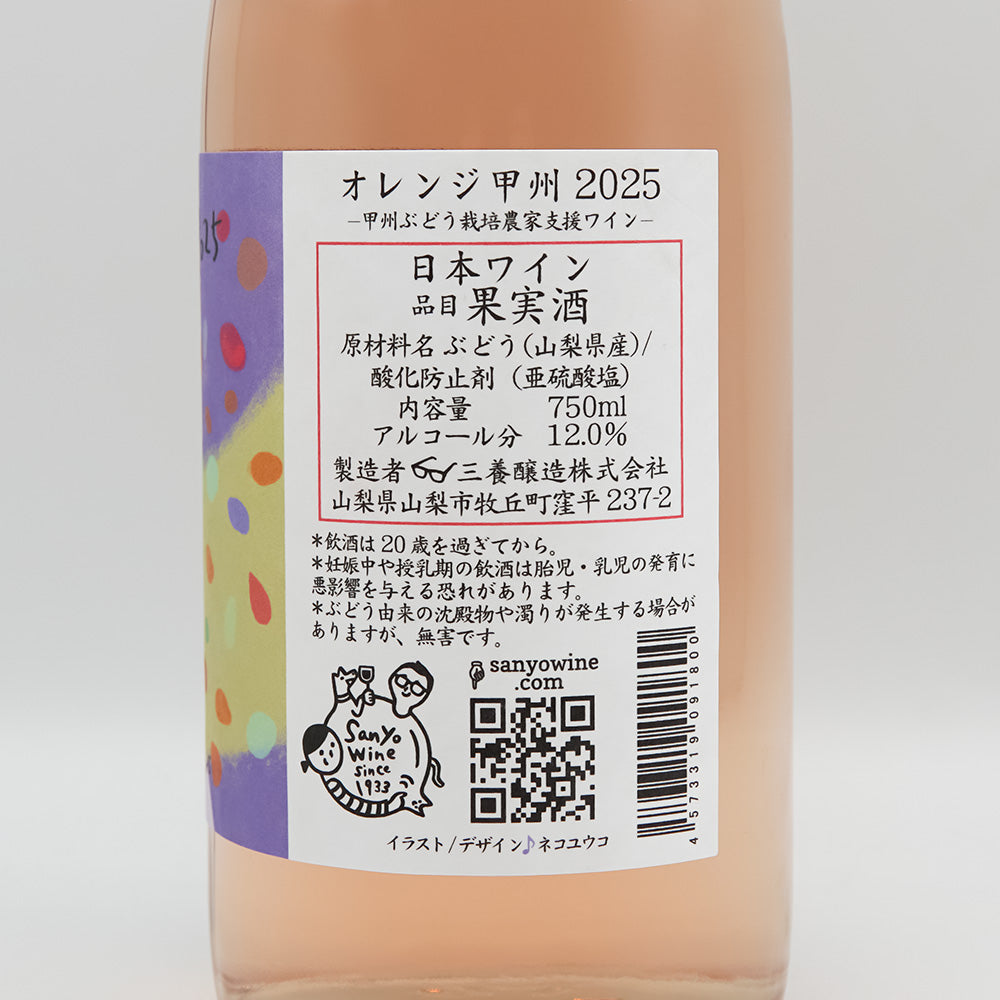 オレンジ甲州 2025
–甲州ぶどう栽培農家支援ワイン–
日本ワイン
品目 果実酒
原材料名 ぶどう(山梨県産)/
酸化防止剤 (亜硫酸塩)
内容量 750ml
アルコール分 12.0%
製造者 三養醸造株式会社
山梨県山梨市牧丘町窪平 237-2
*飲酒は 20 歳を過ぎてから。
*妊娠中や授乳期の飲酒は胎児・乳児の発育に
悪影響を与える恐れがあります。
*ぶどう由来の沈殿物や濁りが発生する場合が
ありますが、無害です。
Sanyo
Wine
since
1933
sanyowine
.com
4573319091800
イラスト/デザイン♪ネコユウコ
25